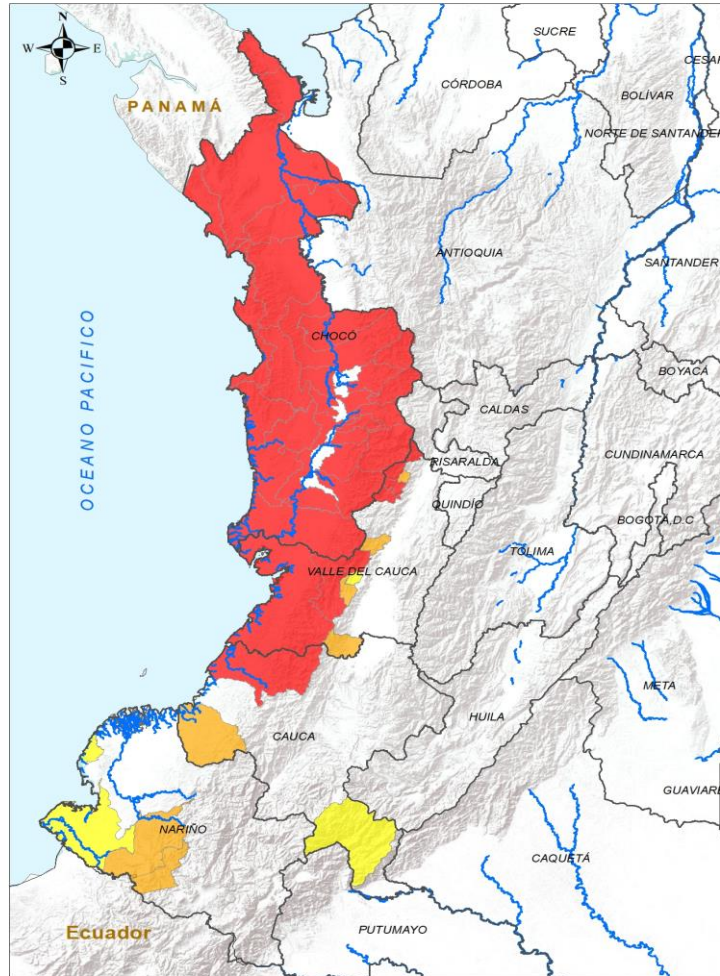 N
W E
S
SUCRE
CESAR
CÓRDOBA
BOLÍVAR
PANAMÁ
NORTE DE SANTANDER
ANTIOQUIA
SANTANDER
OCEANO PACIFICO
CHOCÓ
BOYACÁ
CALDAS
CUNDINAMARCA
RISARALDA
QUINDÍO
BOGOTÁ,D.C
TOLIMA
VALLE DEL CAUCA
META
HUILA
CAUCA
GUAVIARE
NARIÑO
CAQUETÁ
Ecuador
PUTUMAYO